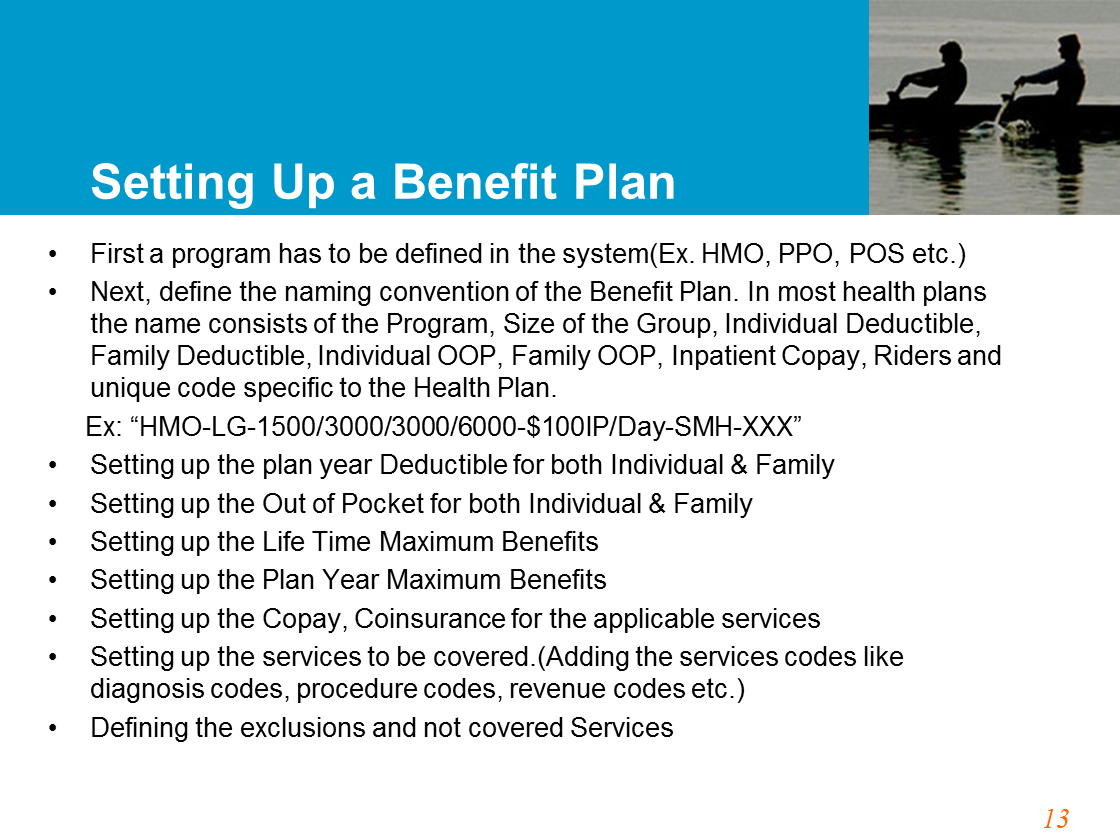 Setting Up a Benefit Plan
• First a program has to be defined in the system(Ex. HMO, PPO, POS etc.)
• Next, define the naming convention of the Benefit Plan. In most health plans
the name consists of the Program, Size of the Group, Individual Deductible,
Family Deductible, Individual OOP, Family OOP, Inpatient Copay, Riders and
unique code specific to the Health Plan.
Ex: “HMO-LG-1500/3000/3000/6000-$100IP/Day-SMH-XXX”
• Setting up the plan year Deductible for both Individual & Family
• Setting up the Out of Pocket for both Individual & Family
• Setting up the Life Time Maximum Benefits
• Setting up the Plan Year Maximum Benefits
• Setting up the Copay, Coinsurance for the applicable services
• Setting up the services to be covered.(Adding the services codes like
diagnosis codes, procedure codes, revenue codes etc.)
• Defining the exclusions and not covered Services
13